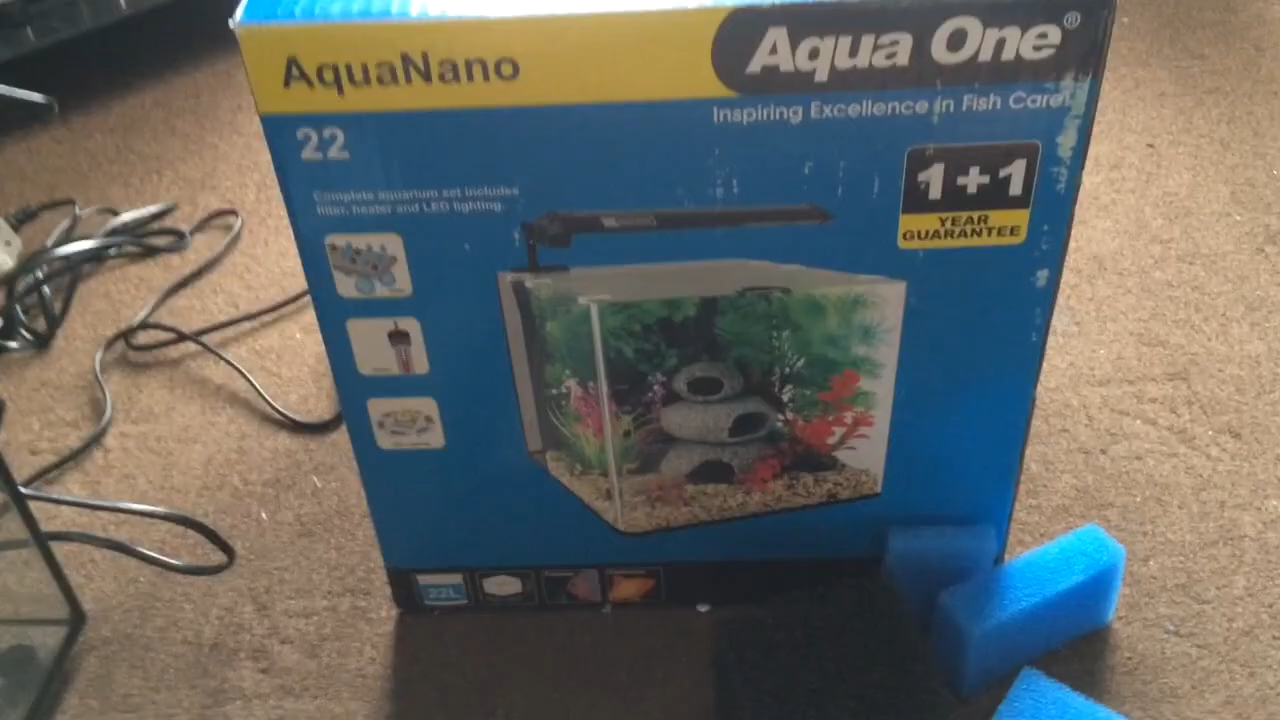 AquaNano
Aqua One®
Inspiring Excellence in Fish Care!
22
Complete aquarium set includes
filter, heater and LED lighting.
1+1
YEAR
GUARANTEE
22L